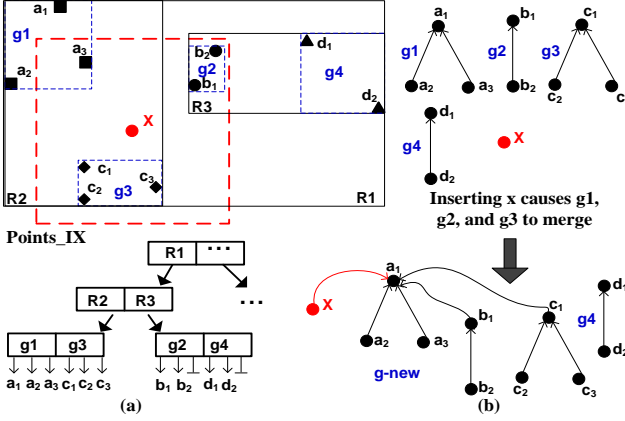 a1
g1
a3
a2
X
c1
c2
c3
g3
R2
b2
g2
b1
R3
d1
g4
d2
R1
Points_IX
R1 ...
R2 R3 ...
g1 g3 g2 g4
a1 a2 a3 c1 c2 c3 b1 b2 d1 d2
(a)
a1 b1 c1
g1 g2 g3
a2 a3 b2 c2 c
d1
g4 X
d2
Inserting x causes g1,
g2, and g3 to merge
a1
X
b1
c1
d1
g4
a2 a3
d2
g-new
b2
c2 c3
(b)